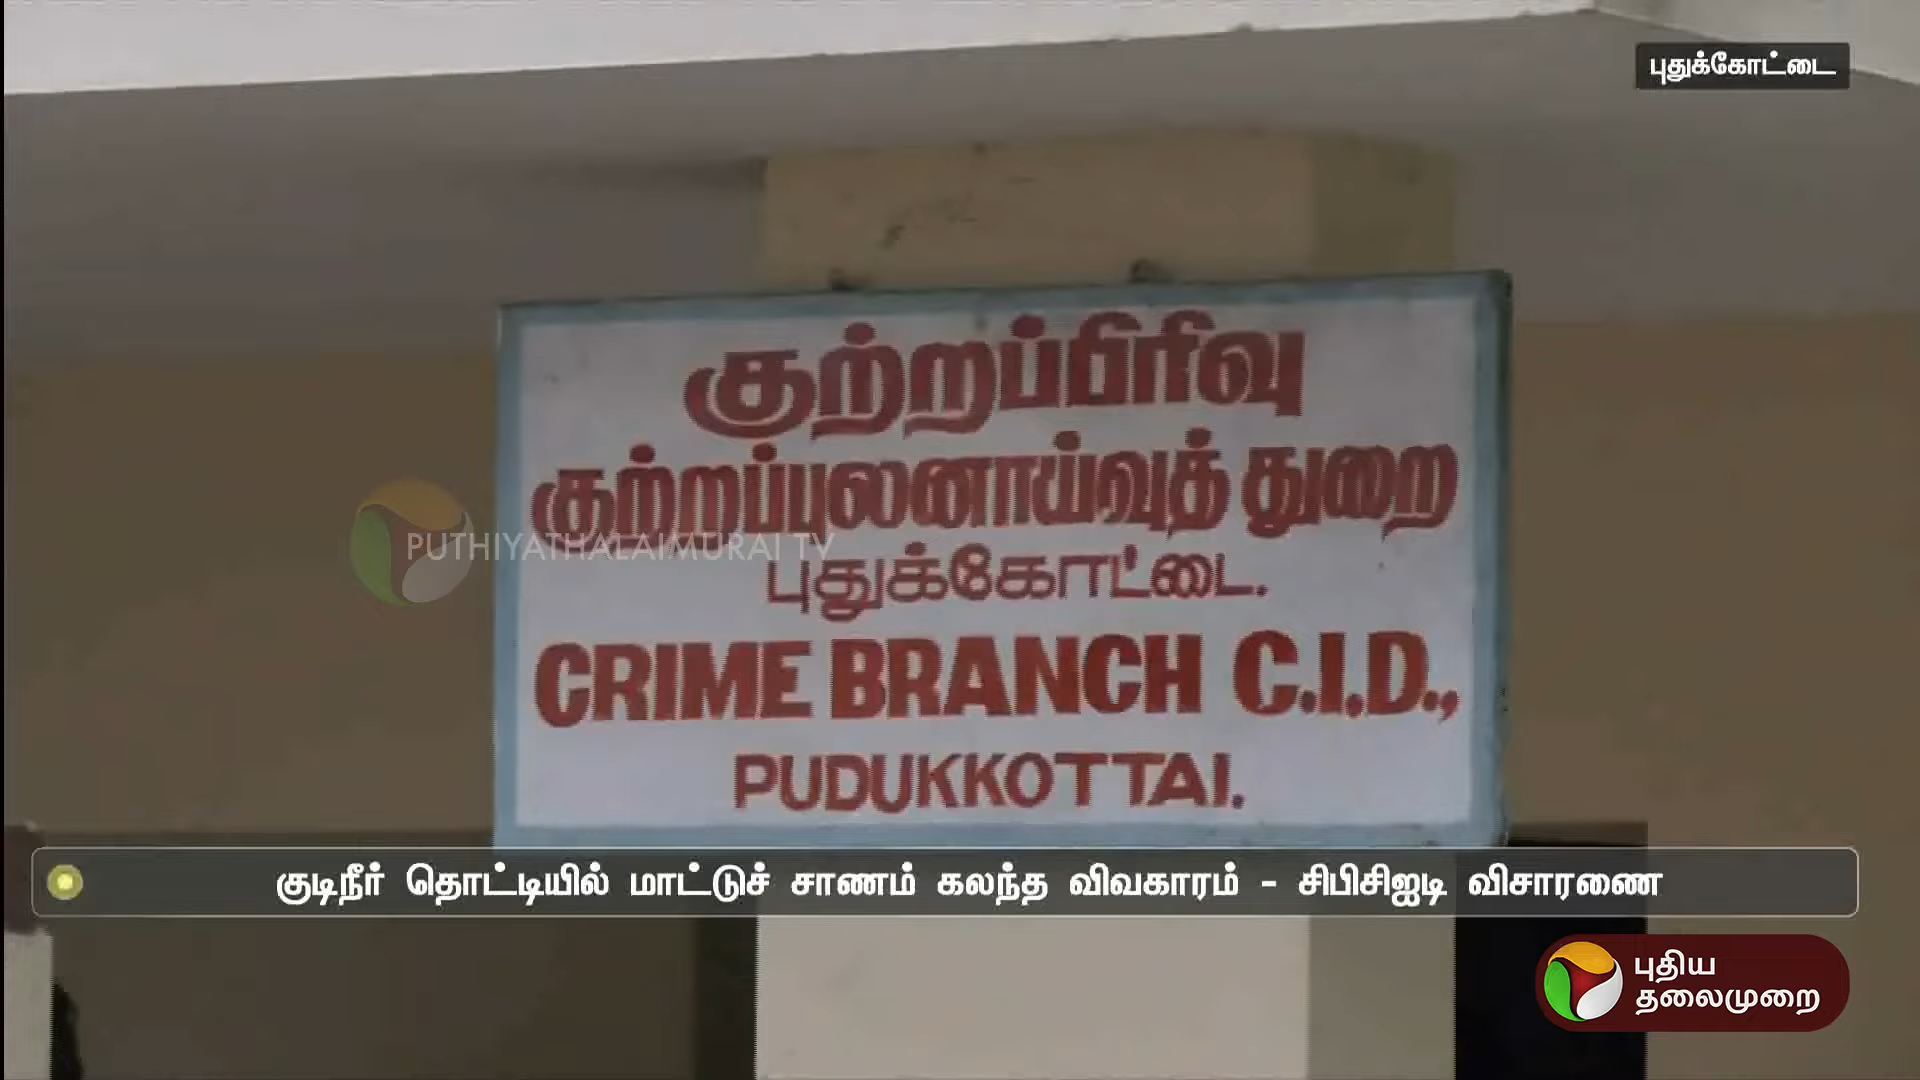 புதுக்கோட்டை
குற்றப்பிரிவு
குற்றப்புலனாய்வுத் துறை
PUTHIYATHALAIMURAI TV
புதுக்கோட்டை.
CRIME BRANCH C.I.D.,
PUDUKKOTTAI.
குடிநீர் தொட்டியில் மாட்டுச் சாணம் கலந்த விவகாரம் - சிபிசிஐடி விசாரணை
புதிய
தலைமுறை